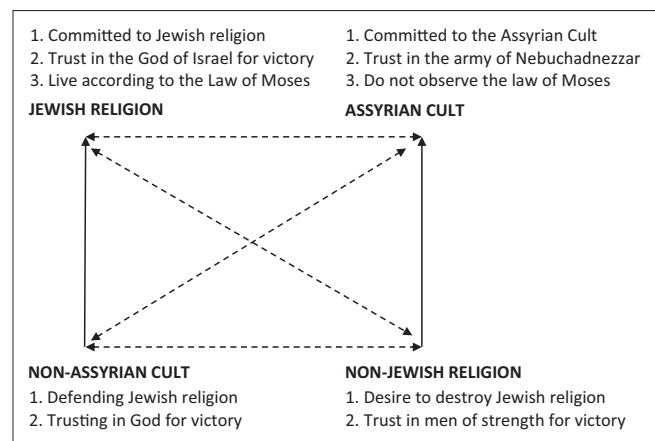 1. Committed to Jewish religion
2. Trust in the God of Israel for victory
3. Live according to the Law of Moses
JEWISH RELIGION
1. Committed to the Assyrian Cult
2. Trust in the army of Nebuchadnezzar
3. Do not observe the law of Moses
ASSYRIAN CULT
NON-ASSYRIAN CULT
1. Defending Jewish religion
2. Trusting in God for victory
NON-JEWISH RELIGION
1. Desire to destroy Jewish religion
2. Trust in men of strength for victory